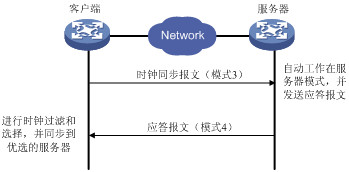 客户端
服务器
Network
时钟同步报文（模式3）
自动工作在服
务器模式，并
发送应答报文
应答报文（模式4）
进行时钟过滤和
选择，并同步到
优选的服务器